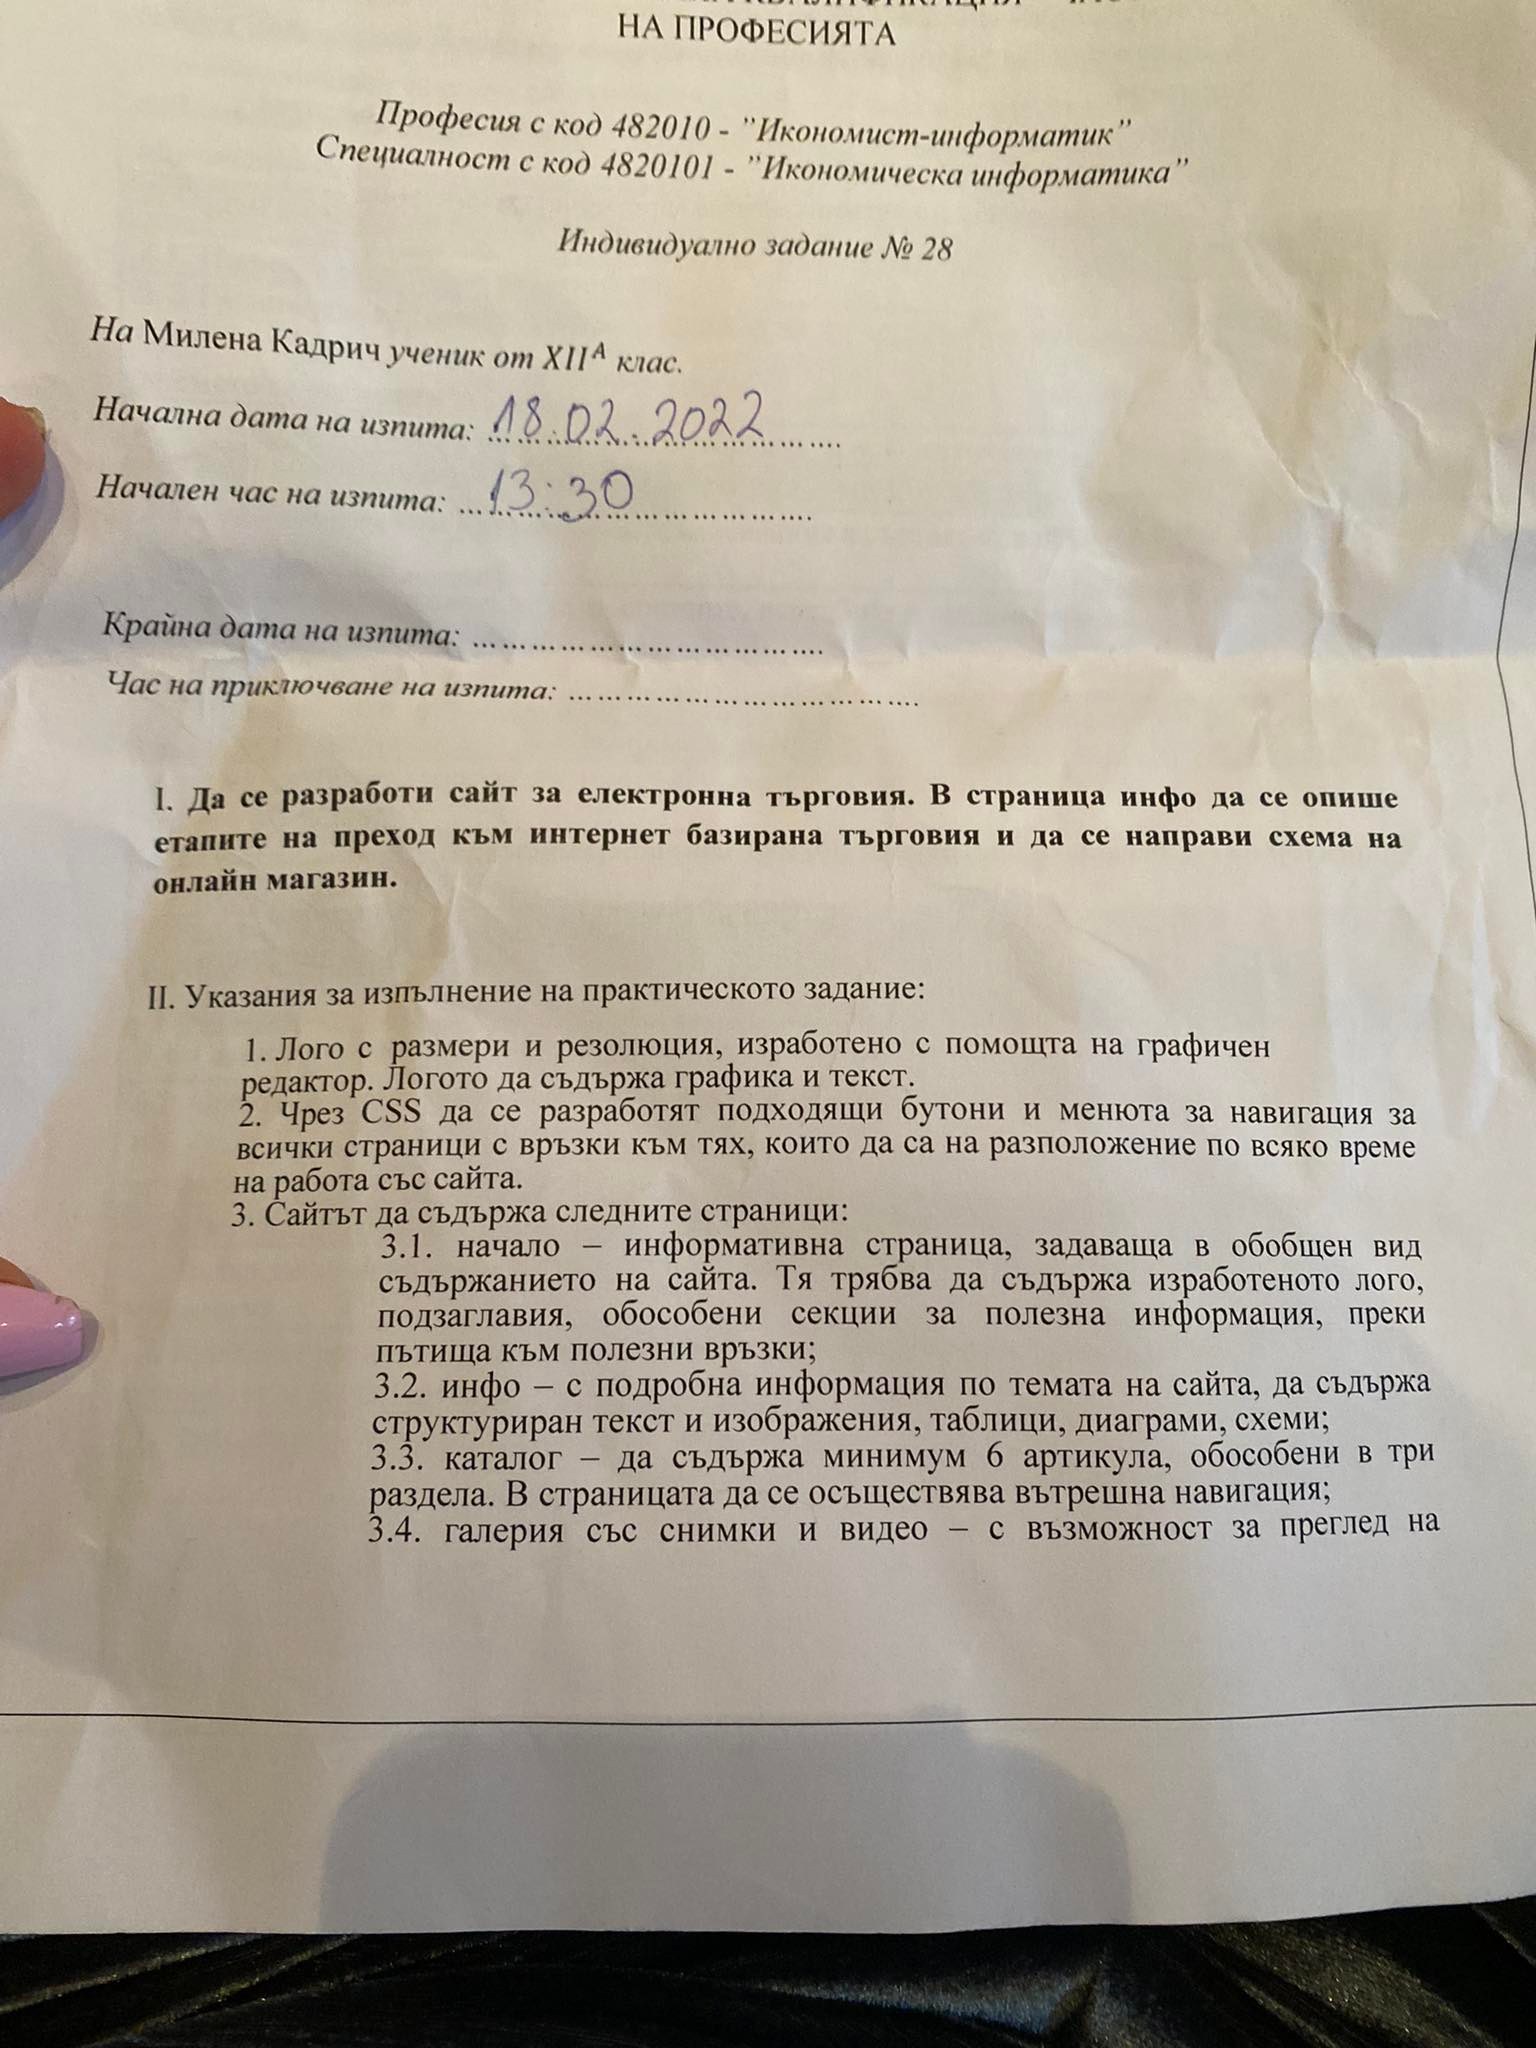 НА ПРОФЕСИЯТА
Професия с код 482010 - ”Икономист-информатик”
Специалност с код 4820101 - ”Икономическа информатика”
Индивидуално задание № 28
На Милена Кадрич ученик от XIIА клас.
Начална дата на изпита: 18.02.2022
Начален час на изпита: 13:30
Крайна дата на изпита: ……………………………….
Час на приключване на изпита: ……………………………….
I. Да се разработи сайт за електронна търговия. В страница инфо да се опише
етапите на преход към интернет базирана търговия и да се направи схема на
онлайн магазин.
II. Указания за изпълнение на практическото задание:
1. Лого с размери и резолюция, изработено с помощта на графичен
редактор. Логото да съдържа графика и текст.
2. Чрез CSS да се разработят подходящи бутони и менюта за навигация за
всички страници с връзки към тях, които да са на разположение по всяко време
на работа със сайта.
3. Сайтът да съдържа следните страници:
3.1. начало – информативна страница, задаваща в обобщен вид
съдържанието на сайта. Тя трябва да съдържа изработеното лого,
подзаглавия, обособени секции за полезна информация, преки
пътища към полезни връзки;
3.2. инфо – с подробна информация по темата на сайта, да съдържа
структуриран текст и изображения, таблици, диаграми, схеми;
3.3. каталог – да съдържа минимум 6 артикула, обособени в три
раздела. В страницата да се осъществява вътрешна навигация;
3.4. галерия със снимки и видео – с възможност за преглед на